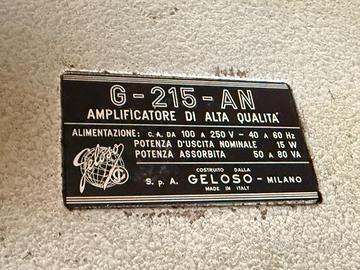 G-215-AN
AMPLIFICATORE DI ALTA QUALITA'
ALIMENTAZIONE: C.A. DA 100 A 250 V - 40 A 60 Hz
POTENZA D'USCITA NOMINALE 15 W
POTENZA ASSORBITA 50 A 80 VA
Geloso
COSTRUITO DALLA
S.p.A. GELOSO - MILANO
MADE IN ITALY